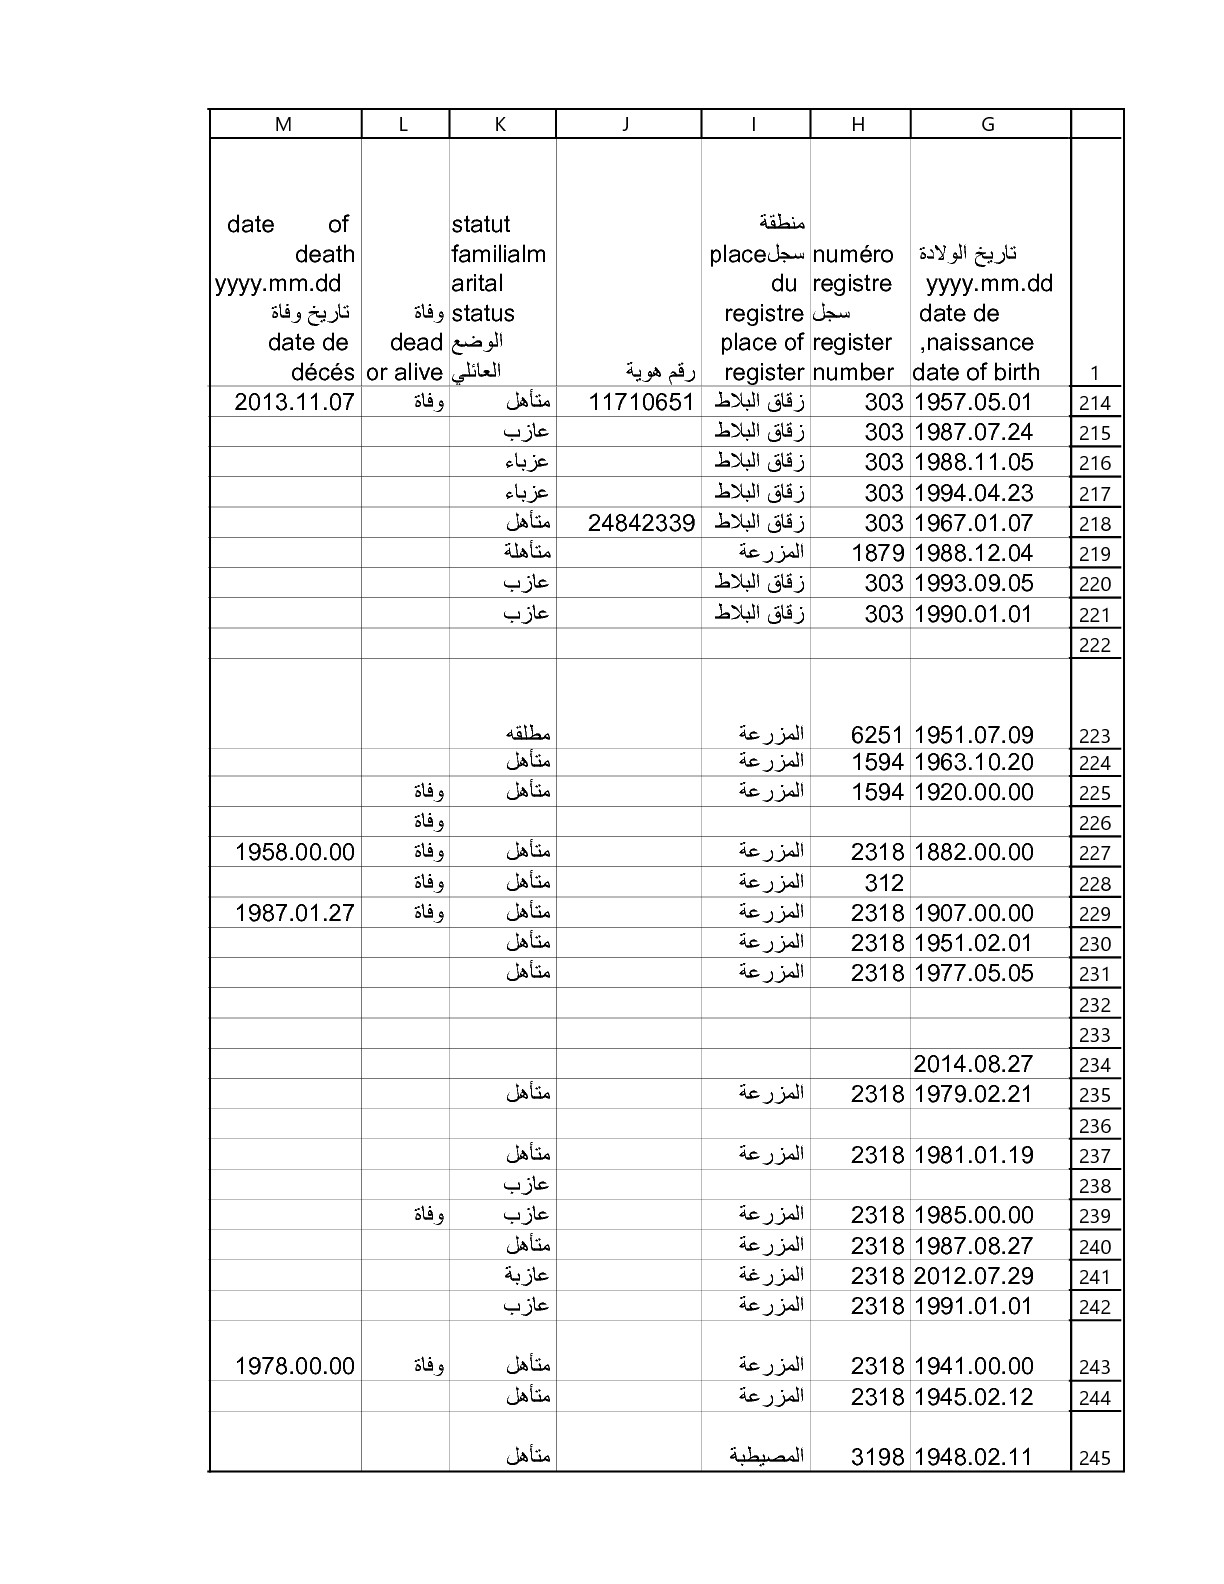 M L K J I H G
date of death yyyy.mm.dd تاريخ وفاة date de décés
وفاة dead or alive
statut familialm arital status الوضع العائلي
رقم هوية
منطقة سجل place du registre place of register
numéro registre سجل register number
تاريخ الولادة yyyy.mm.dd date de naissance, date of birth
1
2013.11.07 وفاة متأهل 11710651 زقاق البلاط 303 1957.05.01 214
عازب زقاق البلاط 303 1987.07.24 215
عزباء زقاق البلاط 303 1988.11.05 216
عزباء زقاق البلاط 303 1994.04.23 217
متأهل 24842339 زقاق البلاط 303 1967.01.07 218
متأهلة المزرعة 1879 1988.12.04 219
عازب زقاق البلاط 303 1993.09.05 220
عازب زقاق البلاط 303 1990.01.01 221
222
مطلقه المزرعة 6251 1951.07.09 223
متأهل المزرعة 1594 1963.10.20 224
وفاة متأهل المزرعة 1594 1920.00.00 225
وفاة 226
1958.00.00 وفاة متأهل المزرعة 2318 1882.00.00 227
وفاة متأهل المزرعة 312 228
1987.01.27 وفاة متأهل المزرعة 2318 1907.00.00 229
متأهل المزرعة 2318 1951.02.01 230
متأهل المزرعة 2318 1977.05.05 231
232
233
2014.08.27 234
متأهل المزرعة 2318 1979.02.21 235
236
متأهل المزرعة 2318 1981.01.19 237
عازب 238
وفاة عازب المزرعة 2318 1985.00.00 239
متأهل المزرعة 2318 1987.08.27 240
عازبة المزرغة 2318 2012.07.29 241
عازب المزرعة 2318 1991.01.01 242
1978.00.00 وفاة متأهل المزرعة 2318 1941.00.00 243
متأهل المزرعة 2318 1945.02.12 244
متأهل المصيطبة 3198 1948.02.11 245